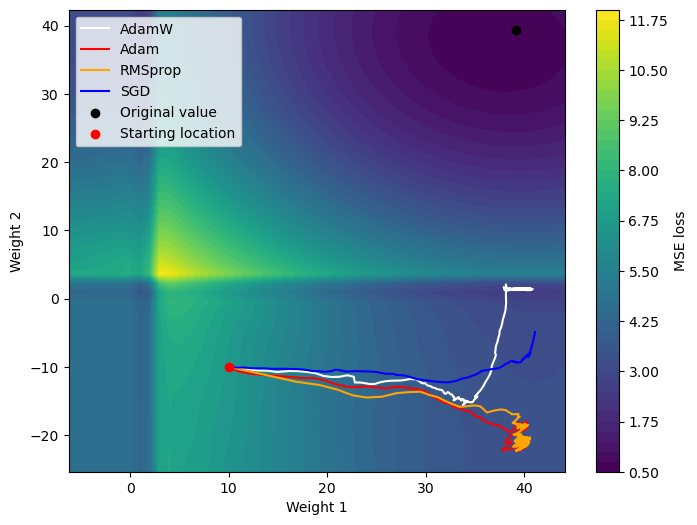 AdamW
Adam
RMSprop
SGD
Original value
Starting location
40
30
20
10
0
−10
−20
Weight 2
0
10
20
30
40
Weight 1
11.75
10.50
9.25
8.00
6.75
5.50
4.25
3.00
1.75
0.50
MSE loss